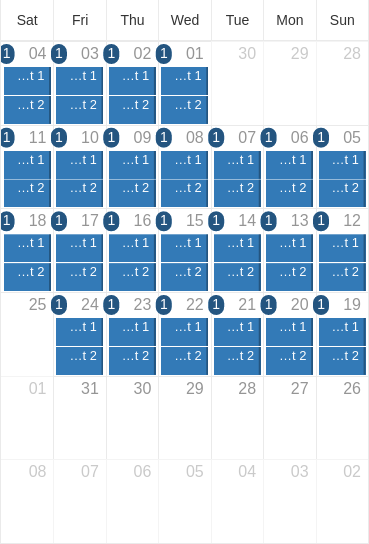 Sat Fri Thu Wed Tue Mon Sun
1 04 1 03 1 02 1 01 30 29 28
...t 1 ...t 1 ...t 1 ...t 1
...t 2 ...t 2 ...t 2 ...t 2
1 11 1 10 1 09 1 08 1 07 1 06 1 05
...t 1 ...t 1 ...t 1 ...t 1 ...t 1 ...t 1 ...t 1
...t 2 ...t 2 ...t 2 ...t 2 ...t 2 ...t 2 ...t 2
1 18 1 17 1 16 1 15 1 14 1 13 1 12
...t 1 ...t 1 ...t 1 ...t 1 ...t 1 ...t 1 ...t 1
...t 2 ...t 2 ...t 2 ...t 2 ...t 2 ...t 2 ...t 2
25 1 24 1 23 1 22 1 21 1 20 1 19
...t 1 ...t 1 ...t 1 ...t 1 ...t 1 ...t 1
...t 2 ...t 2 ...t 2 ...t 2 ...t 2 ...t 2
01 31 30 29 28 27 26
08 07 06 05 04 03 02